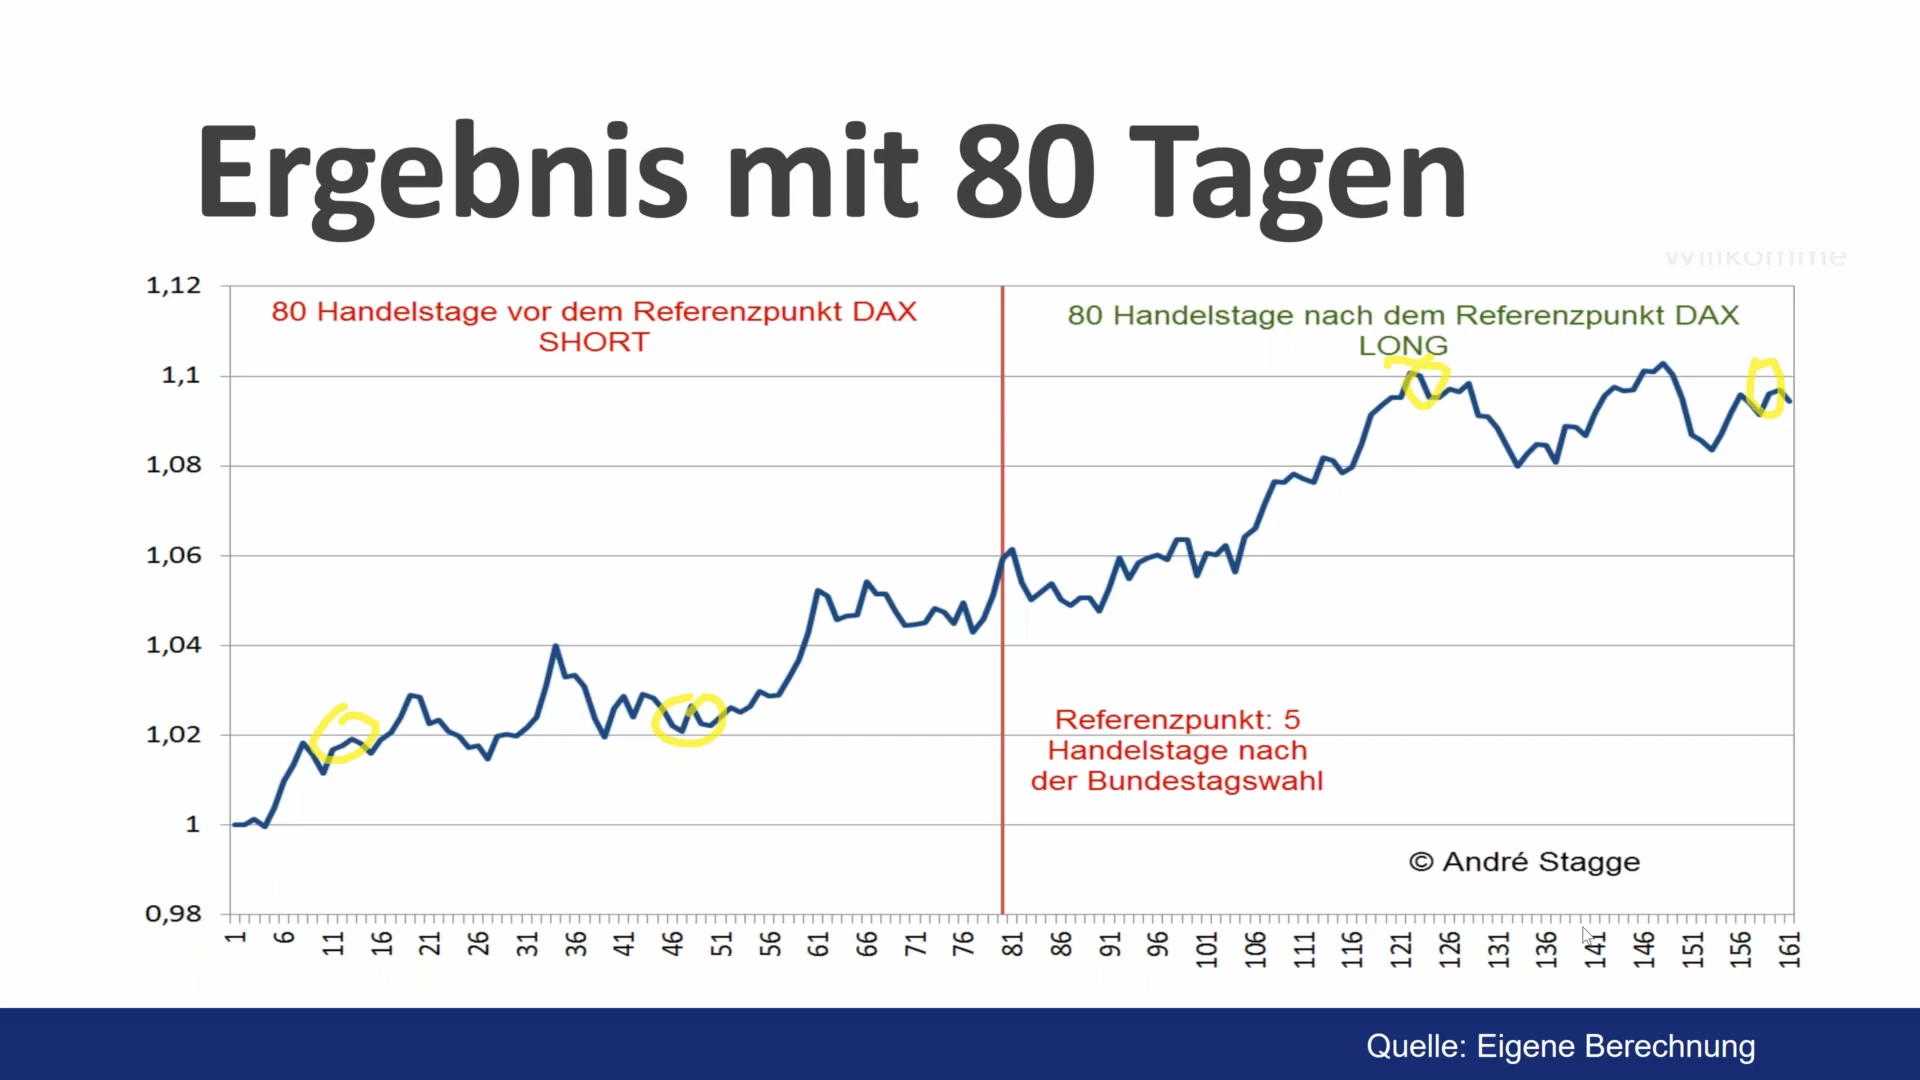 Ergebnis mit 80 Tagen
Willkomme
80 Handelstage vor dem Referenzpunkt DAX
SHORT
80 Handelstage nach dem Referenzpunkt DAX
LONG
1,12
1,1
1,08
1,06
1,04
1,02
1
0,98
Referenzpunkt: 5
Handelstage nach
der Bundestagswahl
© André Stagge
1 6 11 16 21 26 31 36 41 46 51 56 61 66 71 76 81 86 91 96 101 106 111 116 121 126 131 136 141 146 151 156 161
Quelle: Eigene Berechnung